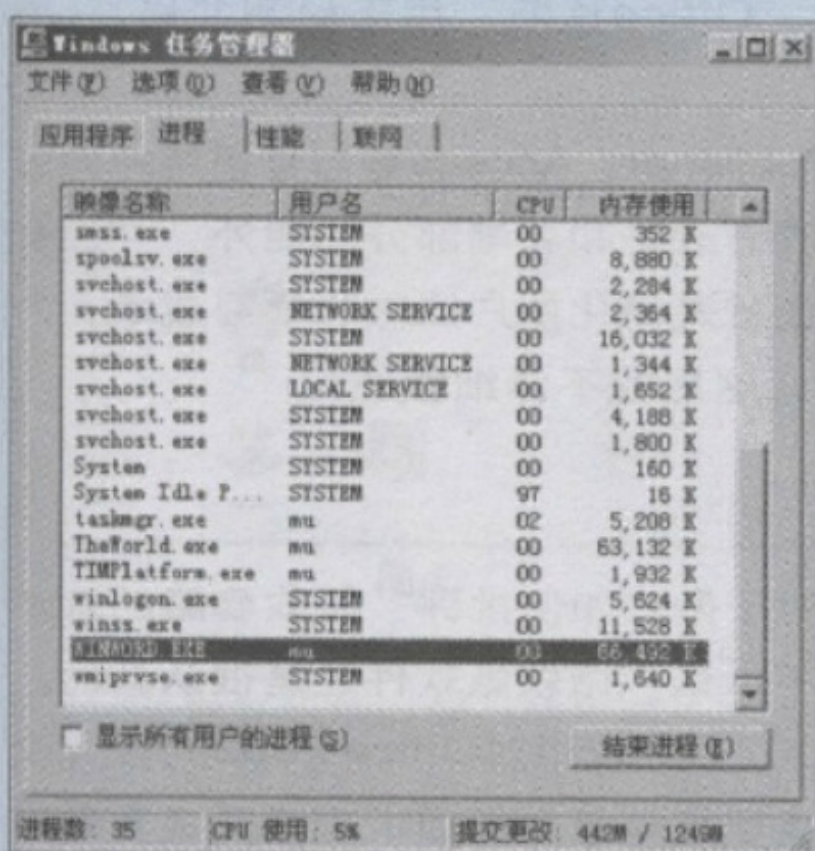 Windows 任务管理器
文件(F) 选项(O) 查看(V) 帮助(H)
应用程序 进程 性能 联网
映像名称 用户名 CPU 内存使用
smss.exe SYSTEM 00 352 K
spoolsv.exe SYSTEM 00 8,880 K
svchost.exe SYSTEM 00 2,284 K
svchost.exe NETWORK SERVICE 00 2,364 K
svchost.exe SYSTEM 00 16,032 K
svchost.exe NETWORK SERVICE 00 1,344 K
svchost.exe LOCAL SERVICE 00 1,652 K
svchost.exe SYSTEM 00 4,188 K
svchost.exe SYSTEM 00 1,800 K
System SYSTEM 00 160 K
System Idle P... SYSTEM 97 16 K
taskmgr.exe mu 02 5,208 K
TheWorld.exe mu 00 63,132 K
TIMPlatform.exe mu 00 1,932 K
winlogon.exe SYSTEM 00 5,624 K
winss.exe SYSTEM 00 11,528 K
WINWORD.EXE mu 00 66,492 K
wmiprvse.exe SYSTEM 00 1,640 K
显示所有用户的进程(S) 结束进程(E)
进程数: 35 CPU 使用: 5% 提交更改: 442M / 1249M